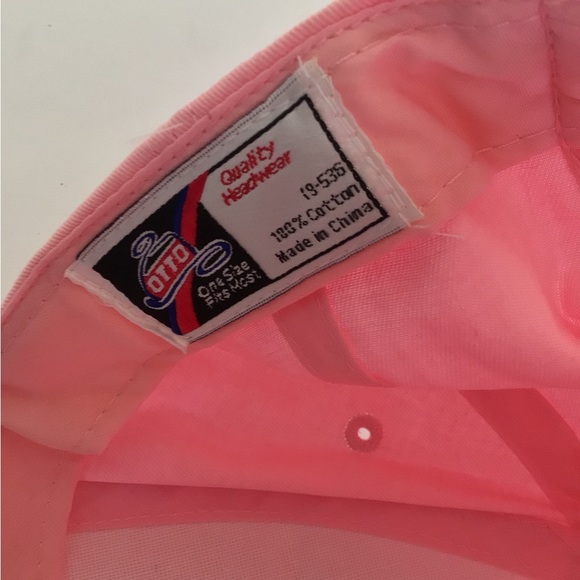 OTTO
One Size
Fits Most
Quality
Headwear
19-536
100% Cotton
Made in China